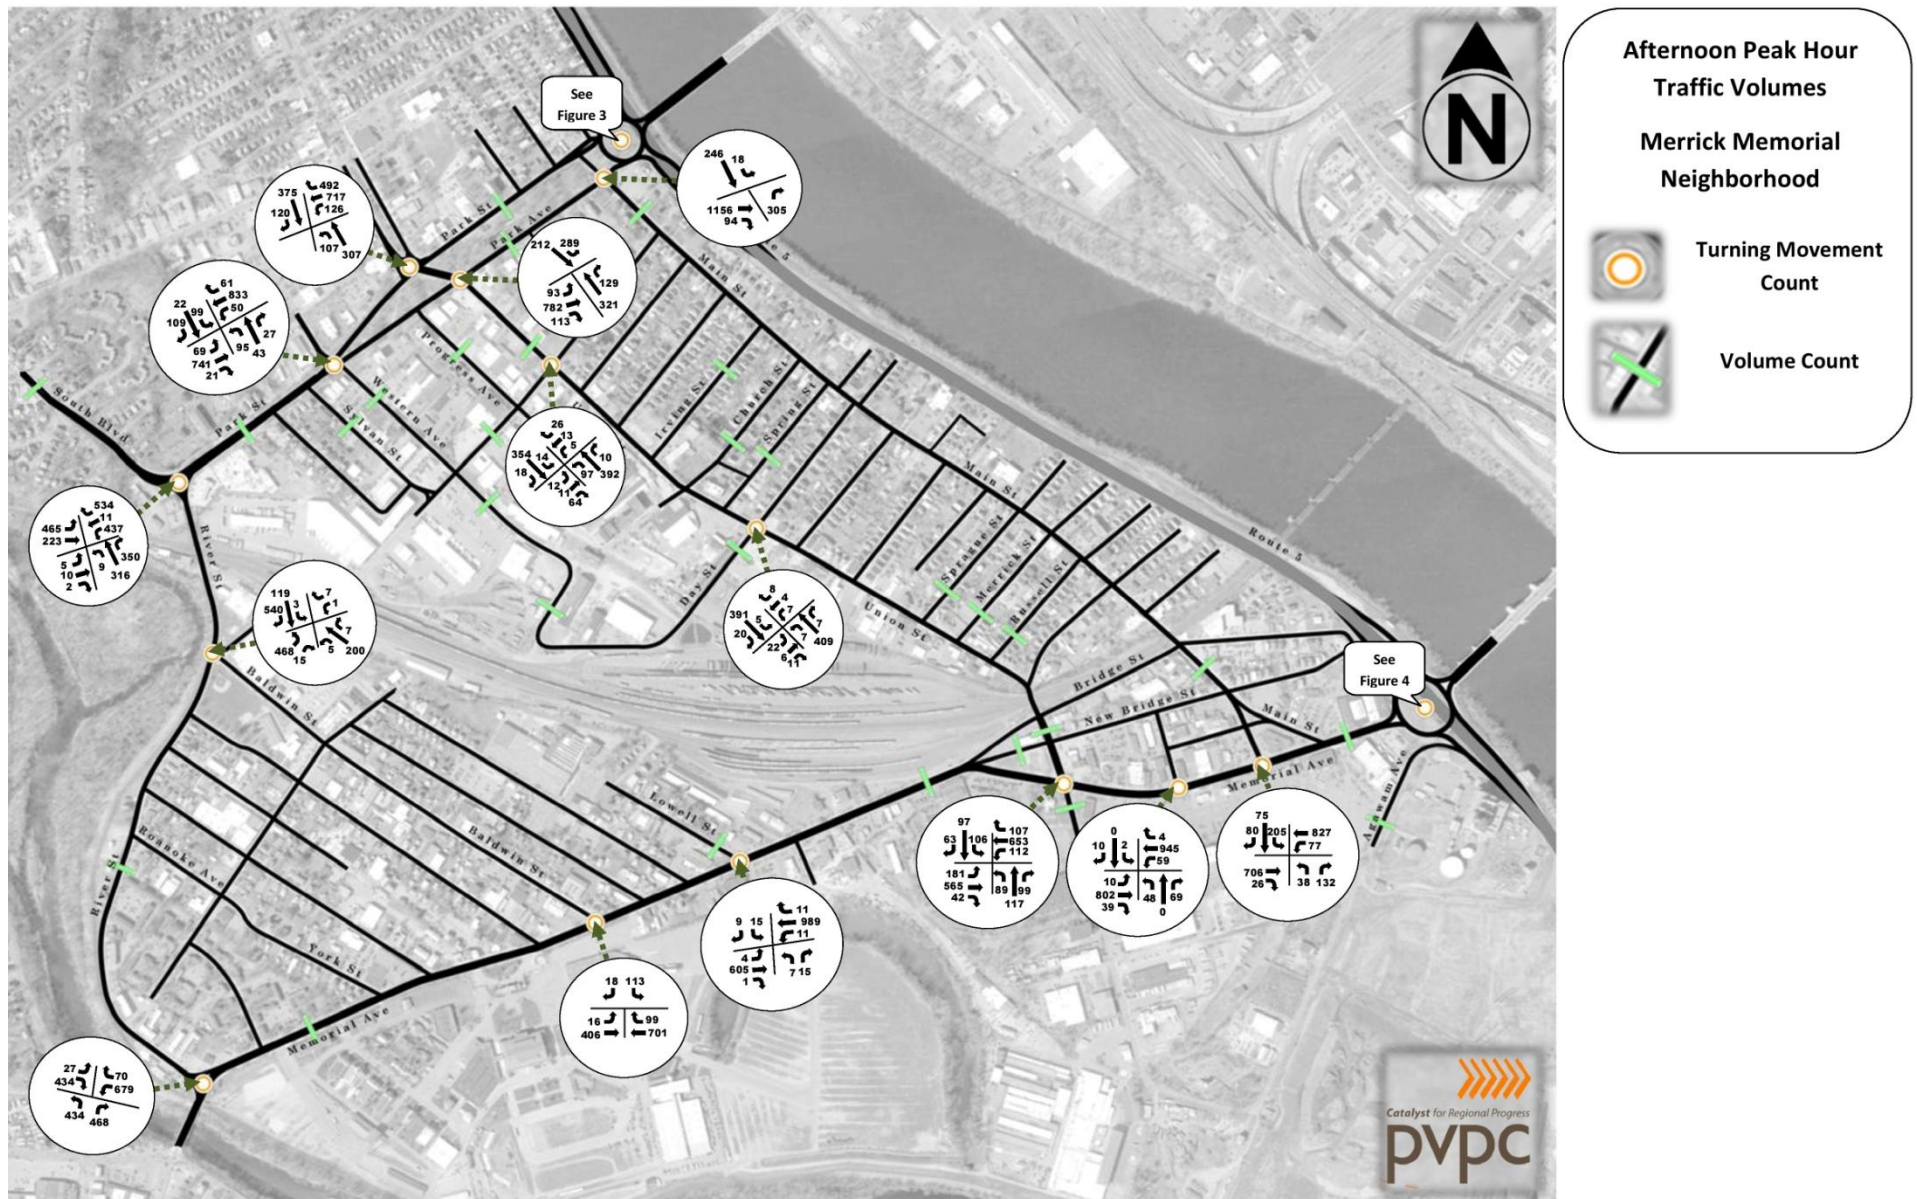 Afternoon Peak Hour
Traffic Volumes
Merrick Memorial
Neighborhood
Turning Movement
Count
Volume Count
N
See
Figure 3
246 18
1156 305
94
375 492
717
120 126
107
307
212 289
93 129
782 321
113
61
22 833
99 50
109
27
69 95 43
741
21
26
13
5
354 14 10
18 97 392
12
11
64
534
11
465 437
223
350
5 9
10 316
2
119 7
540 3 1
7
468 5 200
15
8 4
7
391 5 7
20 7 409
22
6
11
See
Figure 4
97 107
63 106 653
112
181
565 89 99
42 117
0 4
10 2 945
59
10
802 48 69
39 0
75
80 205 827
77
706
26 38 132
9 15 11
989
11
4
605 7 15
1
18 113
16 99
406 701
27 70
434 679
434 468
Park St
Park Ave
Main St
South Blvd
Park St
Western Ave
Progress Ave
Irving St
Church St
Spring St
Main St
Route 5
River St
Day St
Union St
Sprague St
Merrick St
Russell St
Bridge St
New Bridge St
Main St
Memorial Ave
Agawam Ave
Baldwin St
Lowell St
Baldwin St
Roanoke Ave
River St
York St
Memorial Ave
Catalyst for Regional Progress
pvpc